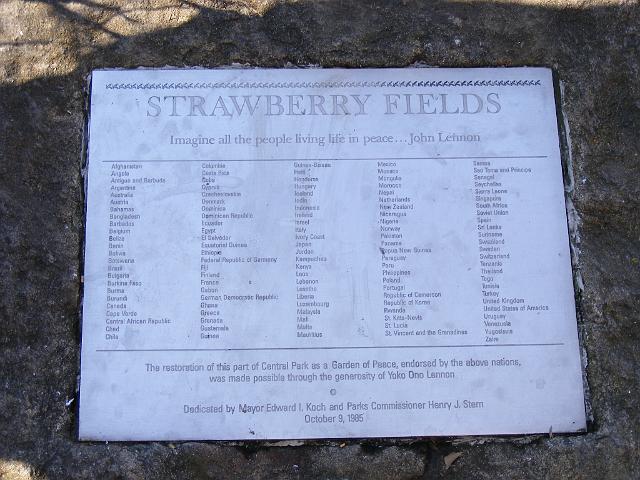 STRAWBERRY FIELDS
Imagine all the people living life in peace... John Lennon
Afghanistan
Angola
Antigua and Barbuda
Argentina
Australia
Austria
Bahamas
Bangladesh
Barbados
Belgium
Belize
Benin
Bolivia
Botswana
Brazil
Bulgaria
Burkina Faso
Burma
Burundi
Canada
Cape Verde
Central African Republic
Chad
Chile
Columbia
Costa Rica
Cuba
Cyprus
Czechoslovakia
Denmark
Dominica
Dominican Republic
Ecuador
Egypt
El Salvador
Equatorial Guinea
Ethiopia
Federal Republic of Germany
Fiji
Finland
France
Gabon
German Democratic Republic
Ghana
Greece
Grenada
Guatemala
Guinea
Guinea-Bissau
Haiti
Honduras
Hungary
Iceland
India
Indonesia
Ireland
Israel
Italy
Ivory Coast
Japan
Jordan
Kampuchea
Kenya
Laos
Lebanon
Lesotho
Liberia
Luxembourg
Malaysia
Mali
Malta
Mauritius
Mexico
Monaco
Mongolia
Morocco
Nepal
Netherlands
New Zealand
Nicaragua
Nigeria
Norway
Pakistan
Panama
Papua New Guinea
Paraguay
Peru
Philippines
Poland
Portugal
Republic of Cameroon
Republic of Korea
Rwanda
St. Kitts-Nevis
St. Lucia
St. Vincent and the Grenadines
Samoa
Sao Tome and Principe
Senegal
Seychelles
Sierra Leone
Singapore
South Africa
Soviet Union
Spain
Sri Lanka
Suriname
Swaziland
Sweden
Switzerland
Tanzania
Thailand
Togo
Tunisia
Turkey
United Kingdom
United States of America
Uruguay
Venezuela
Yugoslavia
Zaire
The restoration of this part of Central Park as a Garden of Peace, endorsed by the above nations,
was made possible through the generosity of Yoko Ono Lennon
Dedicated by Mayor Edward I. Koch and Parks Commissioner Henry J. Stern
October 9, 1985